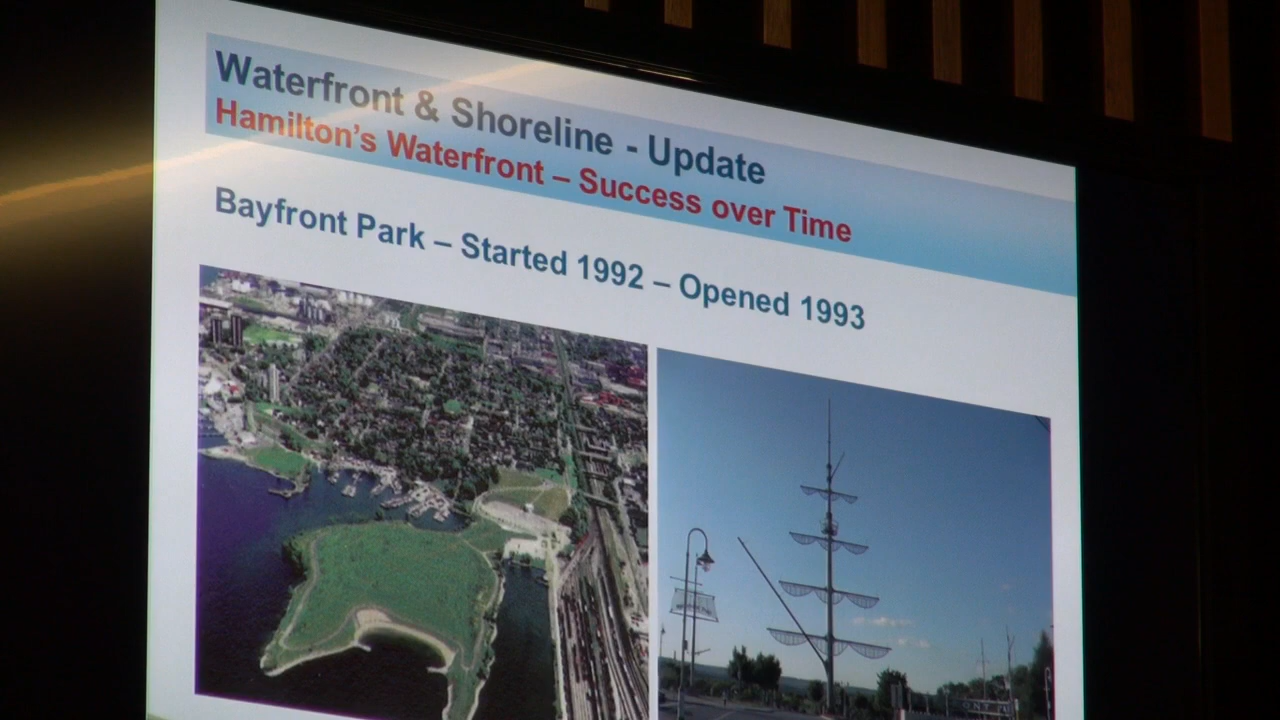 Waterfront & Shoreline - Update
Hamilton's Waterfront – Success over Time
Bayfront Park – Started 1992 – Opened 1993